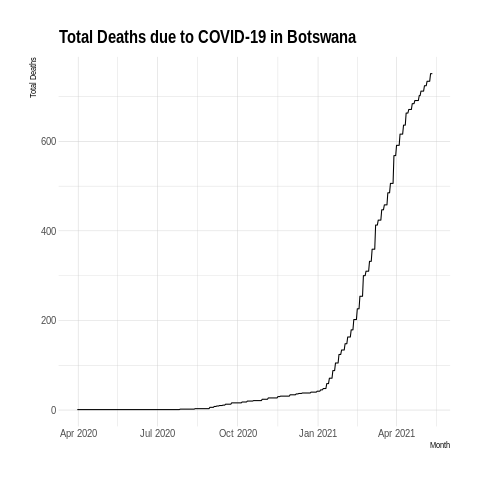 Total Deaths due to COVID-19 in Botswana
Total Deaths
600
400
200
0
Apr 2020 Jul 2020 Oct 2020 Jan 2021 Apr 2021
Month